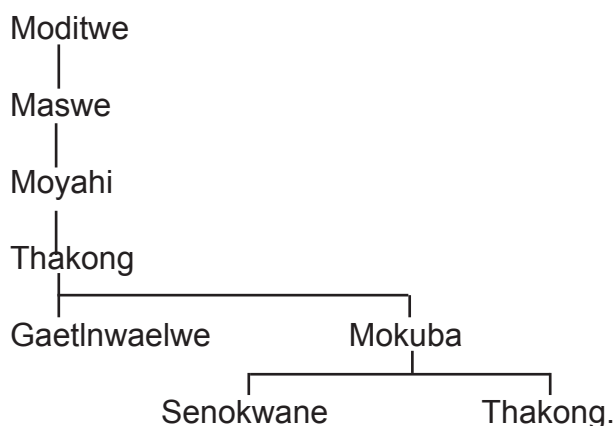 Moditwe
Maswe
Moyahi
Thakong
Gaetlnwaelwe Mokuba
Senokwane Thakong.